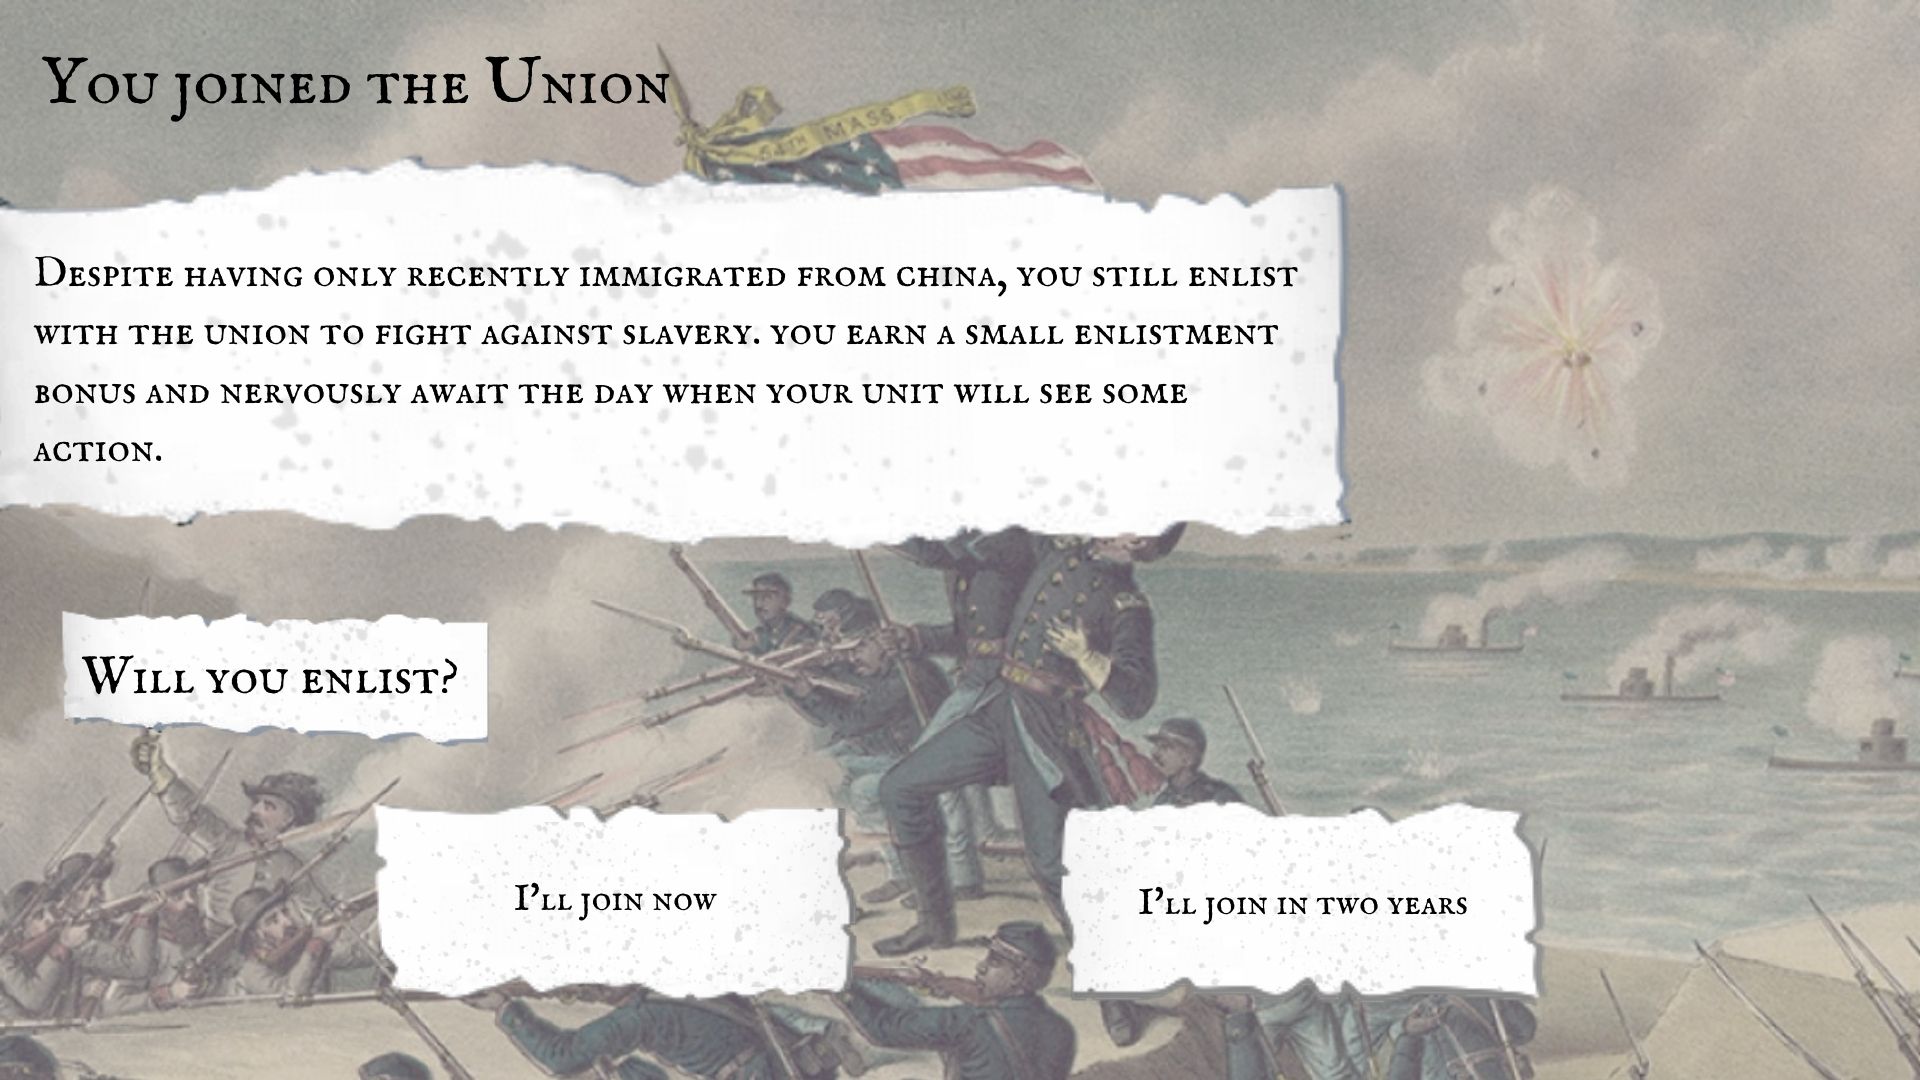 You joined the Union
54th MASS
Despite having only recently immigrated from china, you still enlist
with the union to fight against slavery. you earn a small enlistment
bonus and nervously await the day when your unit will see some
action.
Will you enlist?
I'll join now
I'll join in two years